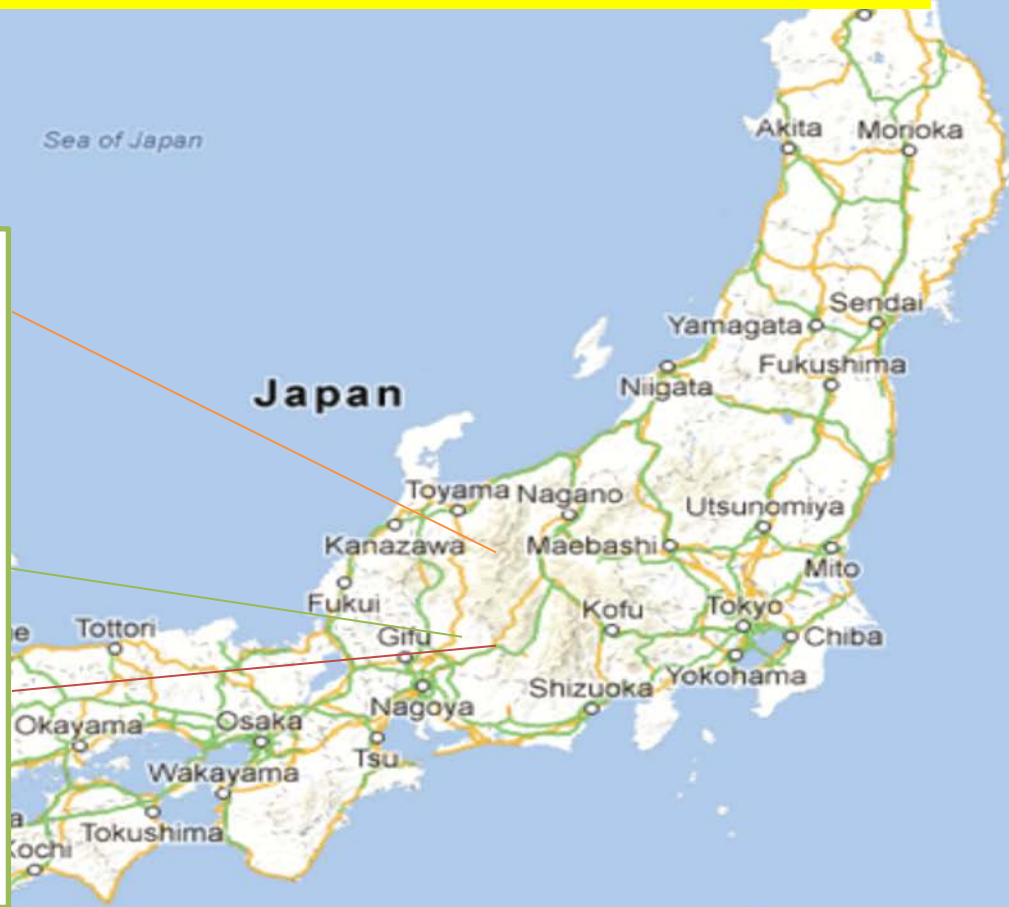 Akita
Morioka
Sea of Japan
Sendai
Yamagata
Fukushima
Niigata
Japan
Toyama
Nagano
Utsunomiya
Kanazawa
Maebashi
Mito
Fukui
Kofu
Tokyo
Tottori
Gifu
Chiba
Yokohama
Shizuoka
Nagoya
Okayama
Osaka
Tsu
Wakayama
Tokushima
Kochi